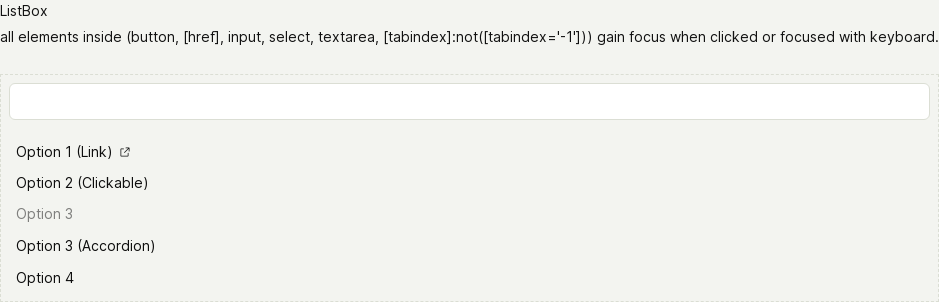 ListBox
all elements inside (button, [href], input, select, textarea, [tabindex]:not([tabindex='-1'])) gain focus when clicked or focused with keyboard.
Option 1 (Link)
Option 2 (Clickable)
Option 3
Option 3 (Accordion)
Option 4